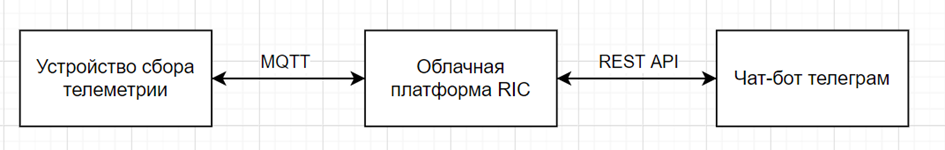 Устройство сбора
телеметрии
MQTT
Облачная
платформа RIC
REST API
Чат-бот телеграм